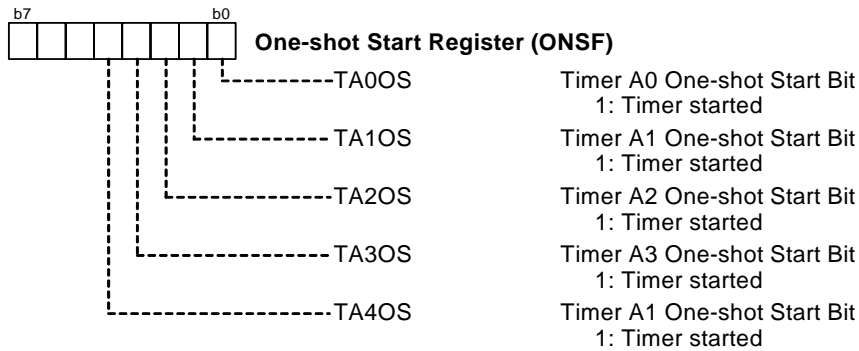 b7 b0
One-shot Start Register (ONSF)
TA0OS Timer A0 One-shot Start Bit
1: Timer started
TA1OS Timer A1 One-shot Start Bit
1: Timer started
TA2OS Timer A2 One-shot Start Bit
1: Timer started
TA3OS Timer A3 One-shot Start Bit
1: Timer started
TA4OS Timer A1 One-shot Start Bit
1: Timer started